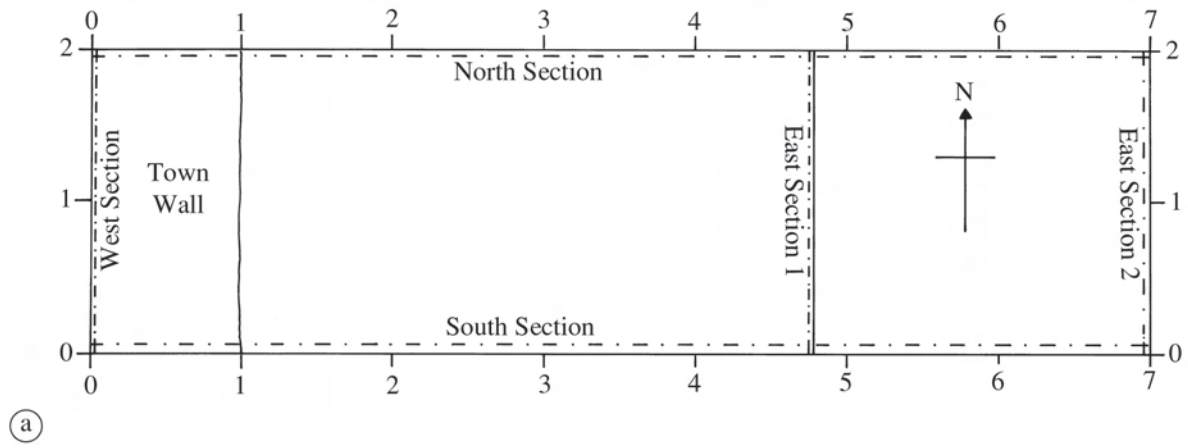 0 1 2 3 4 5 6 7
2 2
North Section
N
West Section
Town
Wall
East Section 1
East Section 2
1 1
South Section
0 0
0 1 2 3 4 5 6 7
a